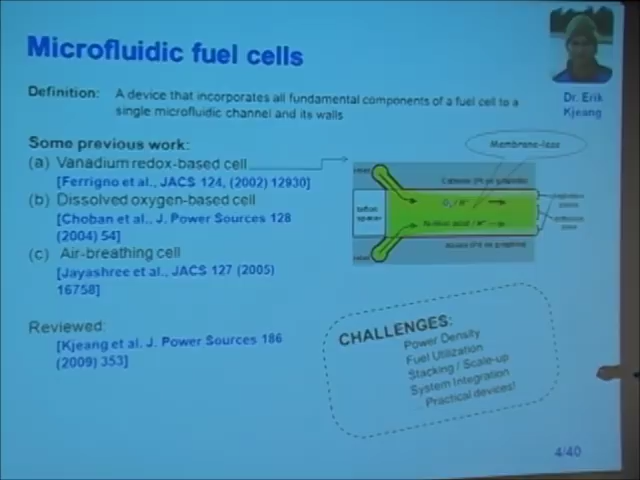 Microfluidic fuel cells
Dr. Erik
Kjeang
Definition: A device that incorporates all fundamental components of a fuel cell to a
single microfluidic channel and its walls
Some previous work:
(a) Vanadium redox-based cell
[Ferrigno et al., JACS 124, (2002) 12930]
(b) Dissolved oxygen-based cell
[Choban et al., J. Power Sources 128
(2004) 54]
(c) Air-breathing cell
[Jayashree et al., JACS 127 (2005)
16758]
Reviewed:
[Kjeang et al. J. Power Sources 186
(2009) 353]
Membrane-less
teflon
spacer
CHALLENGES:
Power Density
Fuel Utilization
Stacking / Scale-up
System Integration
Practical devices!
4/40